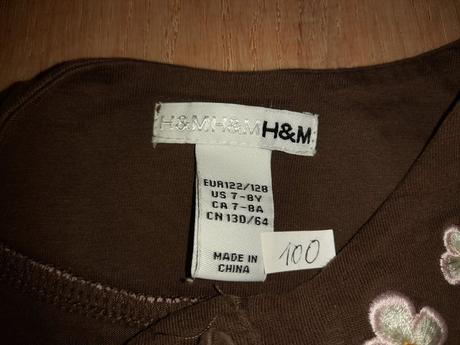 H&MH&MH&M
EUR122/128
US 7-8Y
CA 7-8A
CN 130/64
MADE IN
CHINA
100